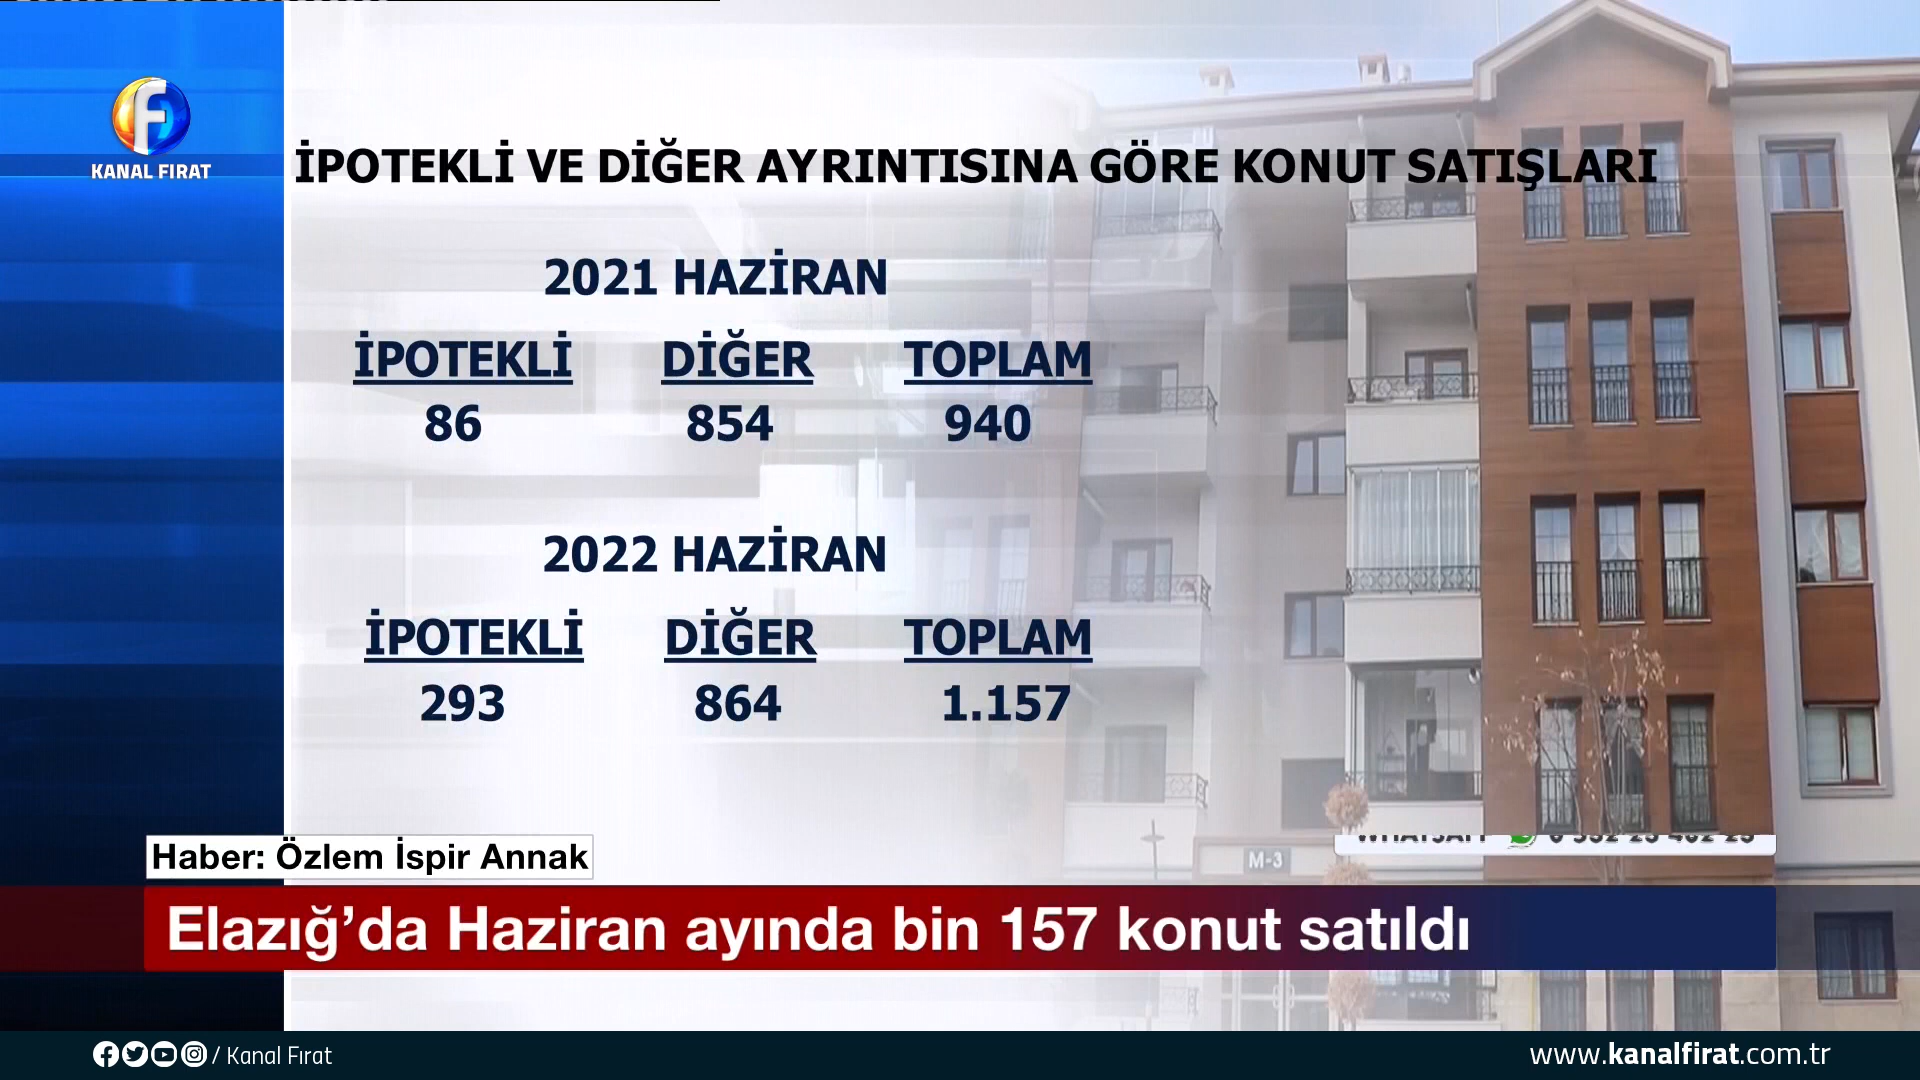 KANAL FIRAT
İPOTEKLİ VE DİĞER AYRINTISINA GÖRE KONUT SATIŞLARI
2021 HAZİRAN
İPOTEKLİ DİĞER TOPLAM
86 854 940
2022 HAZİRAN
İPOTEKLİ DİĞER TOPLAM
293 864 1.157
M-3
Haber: Özlem İspir Annak
Elazığ’da Haziran ayında bin 157 konut satıldı
/ Kanal Fırat
www.kanalfirat.com.tr